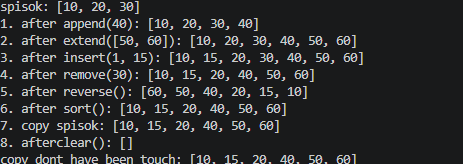 spisok: [10, 20, 30]
1. after append(40): [10, 20, 30, 40]
2. after extend([50, 60]): [10, 20, 30, 40, 50, 60]
3. after insert(1, 15): [10, 15, 20, 30, 40, 50, 60]
4. after remove(30): [10, 15, 20, 40, 50, 60]
5. after reverse(): [60, 50, 40, 20, 15, 10]
6. after sort(): [10, 15, 20, 40, 50, 60]
7. copy spisok: [10, 15, 20, 40, 50, 60]
8. afterclear(): []
copy dont have been touch: [10, 15, 20, 40, 50, 60]